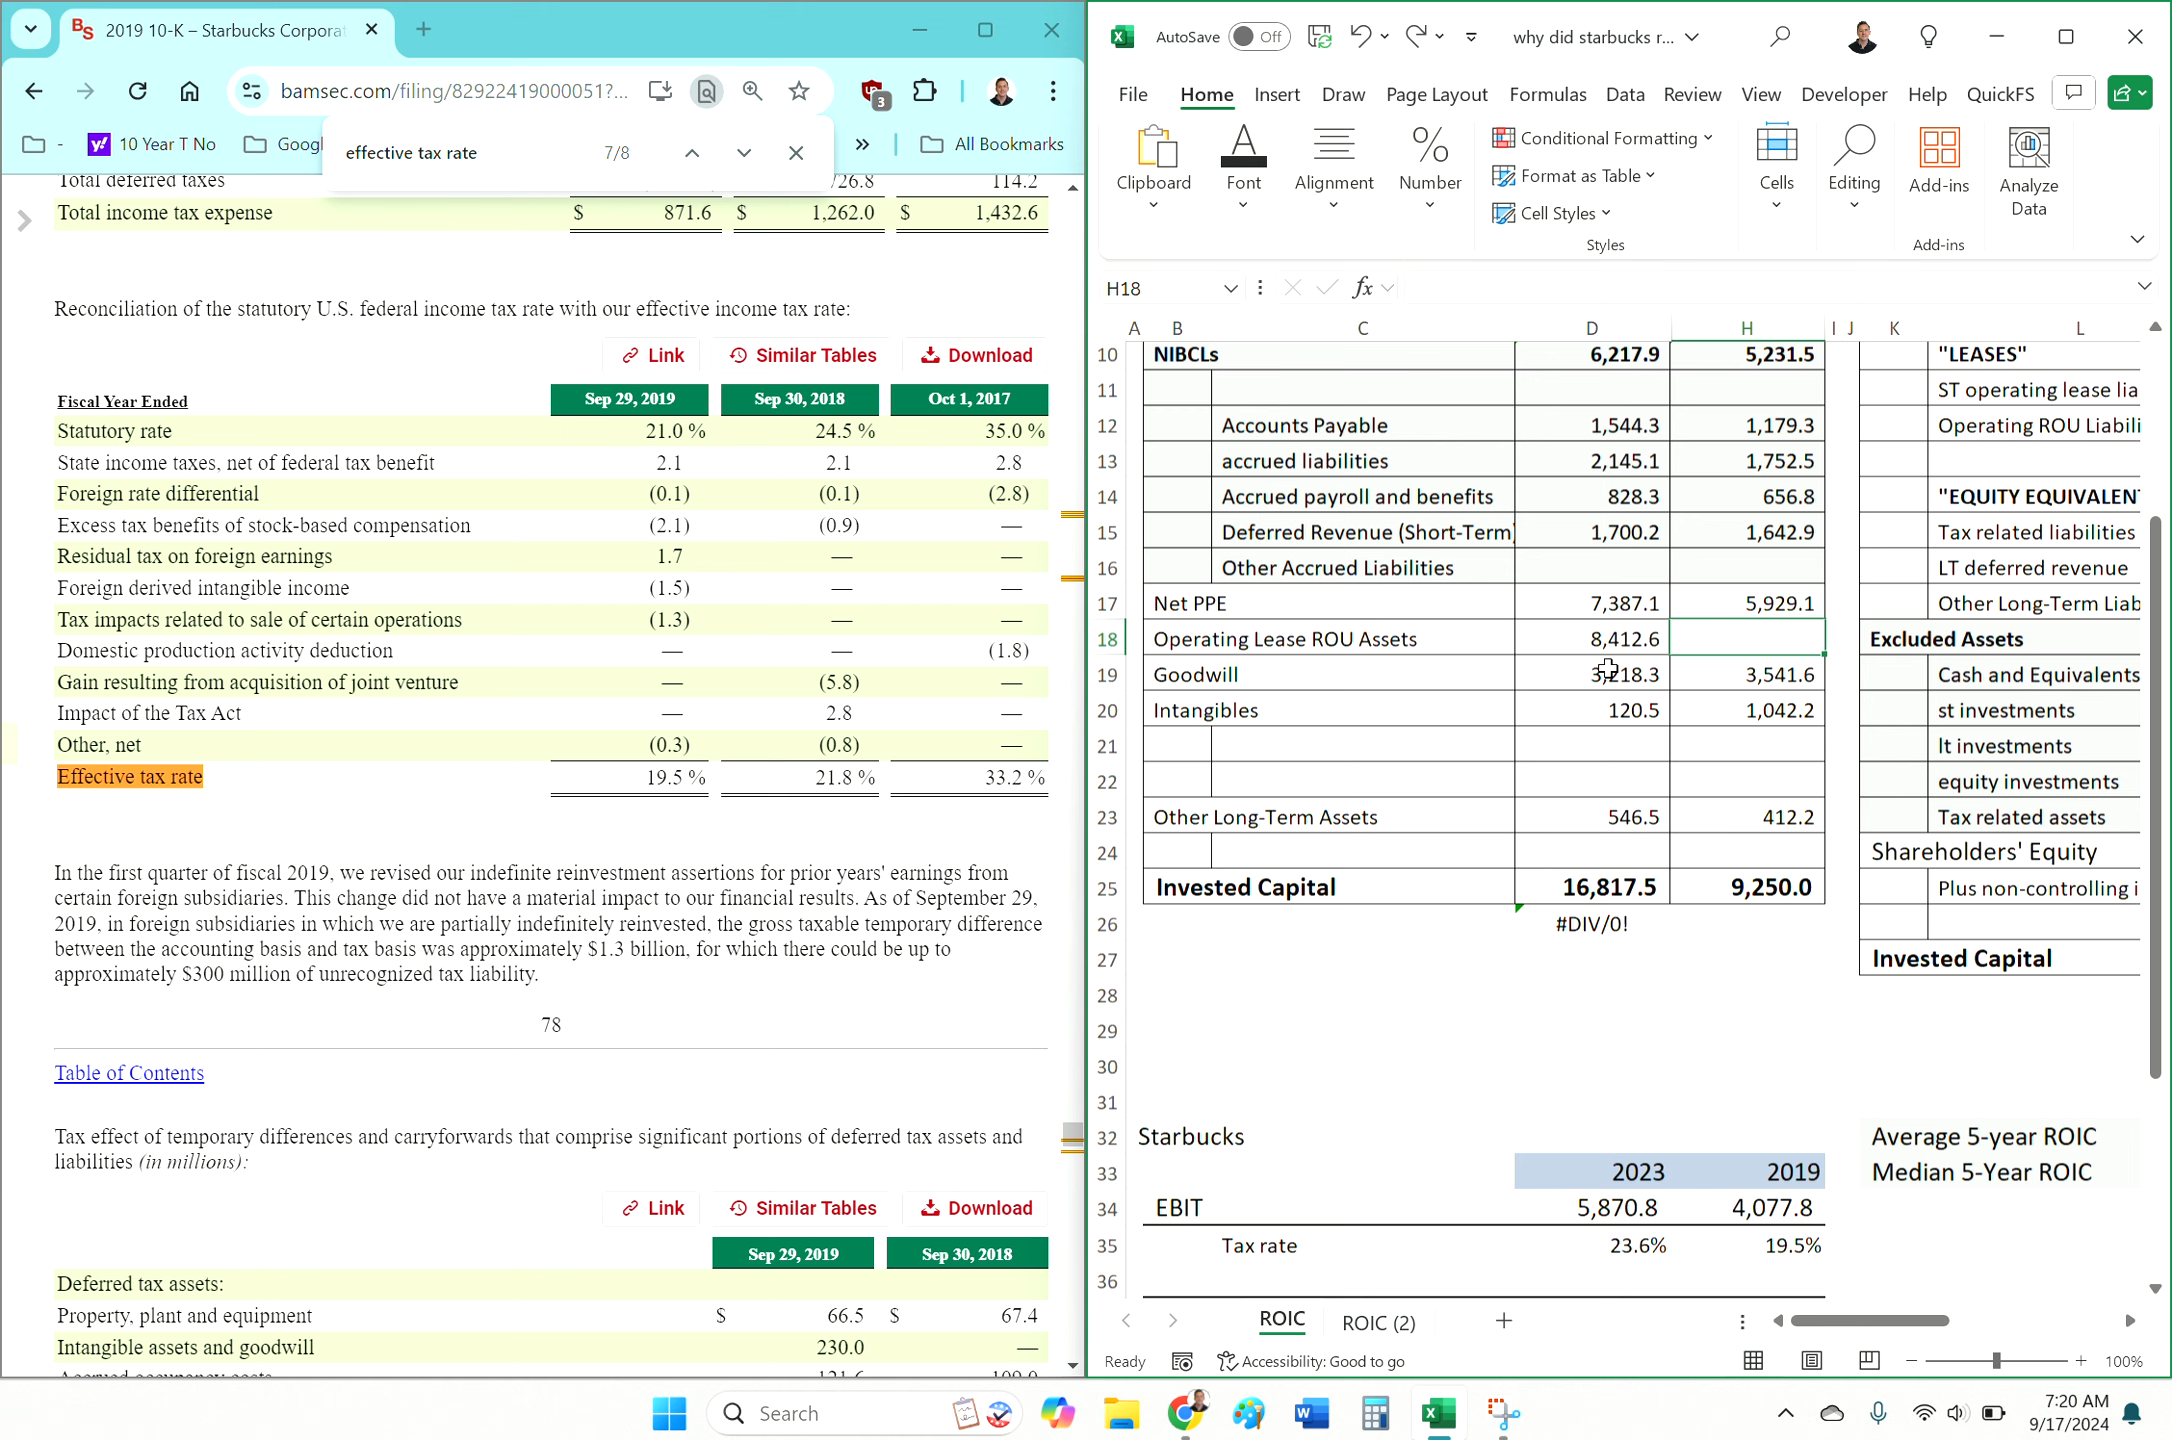 2019 10-K – Starbucks Corporat
AutoSave Off why did starbucks r...
bamsec.com/filing/82922419000051?...
3
File Home Insert Draw Page Layout Formulas Data Review View Developer Help QuickFS
- 10 Year T No Googl » All Bookmarks
effective tax rate 7/8
Clipboard Font Alignment Number Conditional Formatting Format as Table Cell Styles Cells Editing Add-ins Analyze Data
Styles Add-ins
H18 fx
Total deferred taxes 726.8 114.2
Total income tax expense $ 871.6 $ 1,262.0 $ 1,432.6
Reconciliation of the statutory U.S. federal income tax rate with our effective income tax rate:
Link Similar Tables Download
Fiscal Year Ended Sep 29, 2019 Sep 30, 2018 Oct 1, 2017
Statutory rate 21.0 % 24.5 % 35.0 %
State income taxes, net of federal tax benefit 2.1 2.1 2.8
Foreign rate differential (0.1) (0.1) (2.8)
Excess tax benefits of stock-based compensation (2.1) (0.9) —
Residual tax on foreign earnings 1.7 — —
Foreign derived intangible income (1.5) — —
Tax impacts related to sale of certain operations (1.3) — —
Domestic production activity deduction — — (1.8)
Gain resulting from acquisition of joint venture — (5.8) —
Impact of the Tax Act — 2.8 —
Other, net (0.3) (0.8) —
Effective tax rate 19.5 % 21.8 % 33.2 %
In the first quarter of fiscal 2019, we revised our indefinite reinvestment assertions for prior years' earnings from
certain foreign subsidiaries. This change did not have a material impact to our financial results. As of September 29,
2019, in foreign subsidiaries in which we are partially indefinitely reinvested, the gross taxable temporary difference
between the accounting basis and tax basis was approximately $1.3 billion, for which there could be up to
approximately $300 million of unrecognized tax liability.
78
Table of Contents
Tax effect of temporary differences and carryforwards that comprise significant portions of deferred tax assets and
liabilities (in millions):
Link Similar Tables Download
Sep 29, 2019 Sep 30, 2018
Deferred tax assets:
Property, plant and equipment $ 66.5 $ 67.4
Intangible assets and goodwill 230.0 —
Accrued occupancy costs 121.6 109.0
A B C D H I J K L
10 NIBCLs 6,217.9 5,231.5 "LEASES"
11 ST operating lease lia
12 Accounts Payable 1,544.3 1,179.3 Operating ROU Liabili
13 accrued liabilities 2,145.1 1,752.5
14 Accrued payroll and benefits 828.3 656.8 "EQUITY EQUIVALENT
15 Deferred Revenue (Short-Term) 1,700.2 1,642.9 Tax related liabilities
16 Other Accrued Liabilities LT deferred revenue
17 Net PPE 7,387.1 5,929.1 Other Long-Term Liab
18 Operating Lease ROU Assets 8,412.6 Excluded Assets
19 Goodwill 3,218.3 3,541.6 Cash and Equivalents
20 Intangibles 120.5 1,042.2 st investments
21 lt investments
22 equity investments
23 Other Long-Term Assets 546.5 412.2 Tax related assets
24 Shareholders' Equity
25 Invested Capital 16,817.5 9,250.0 Plus non-controlling i
26 #DIV/0!
27 Invested Capital
28
29
30
31
32 Starbucks Average 5-year ROIC
33 2023 2019 Median 5-Year ROIC
34 EBIT 5,870.8 4,077.8
35 Tax rate 23.6% 19.5%
36
ROIC ROIC (2)
Ready Accessibility: Good to go 100%
Search
7:20 AM
9/17/2024